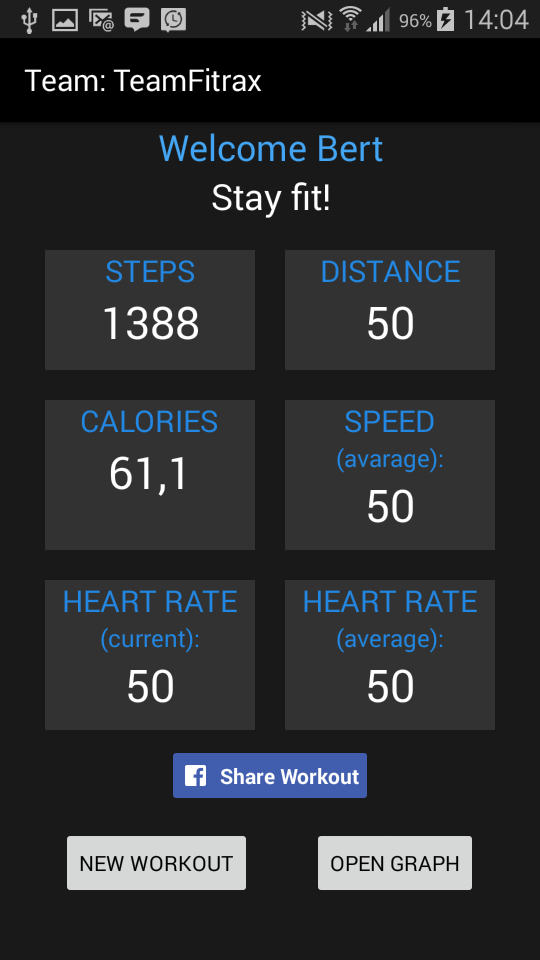 96% 14:04
Team: TeamFitrax
Welcome Bert
Stay fit!
STEPS
1388
DISTANCE
50
CALORIES
61,1
SPEED
(avarage):
50
HEART RATE
(current):
50
HEART RATE
(average):
50
Share Workout
NEW WORKOUT
OPEN GRAPH